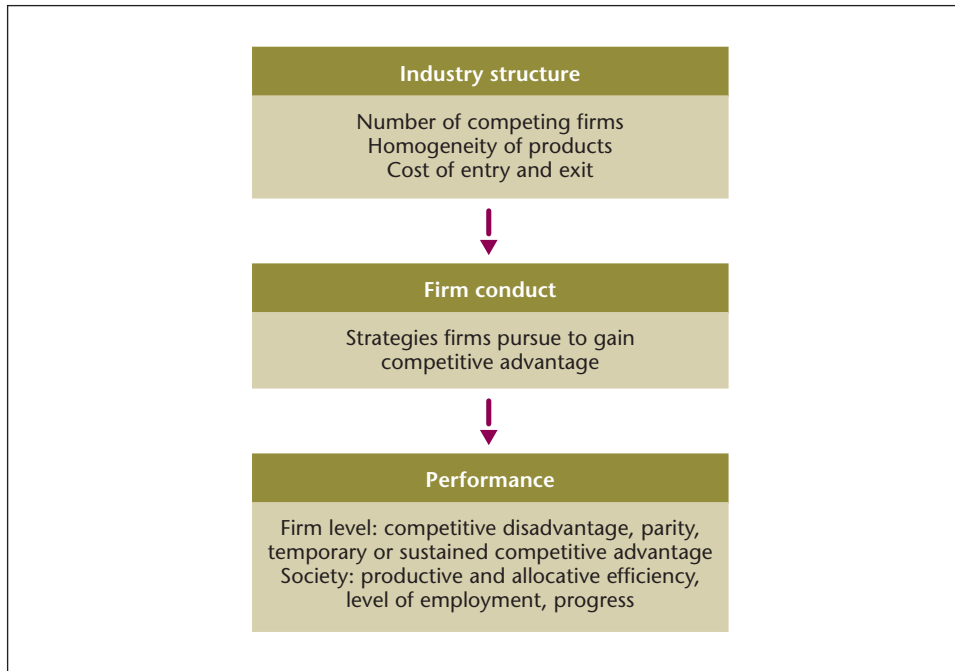 Industry structure
Number of competing firms
Homogeneity of products
Cost of entry and exit
Firm conduct
Strategies firms pursue to gain
competitive advantage
Performance
Firm level: competitive disadvantage, parity,
temporary or sustained competitive advantage
Society: productive and allocative efficiency,
level of employment, progress